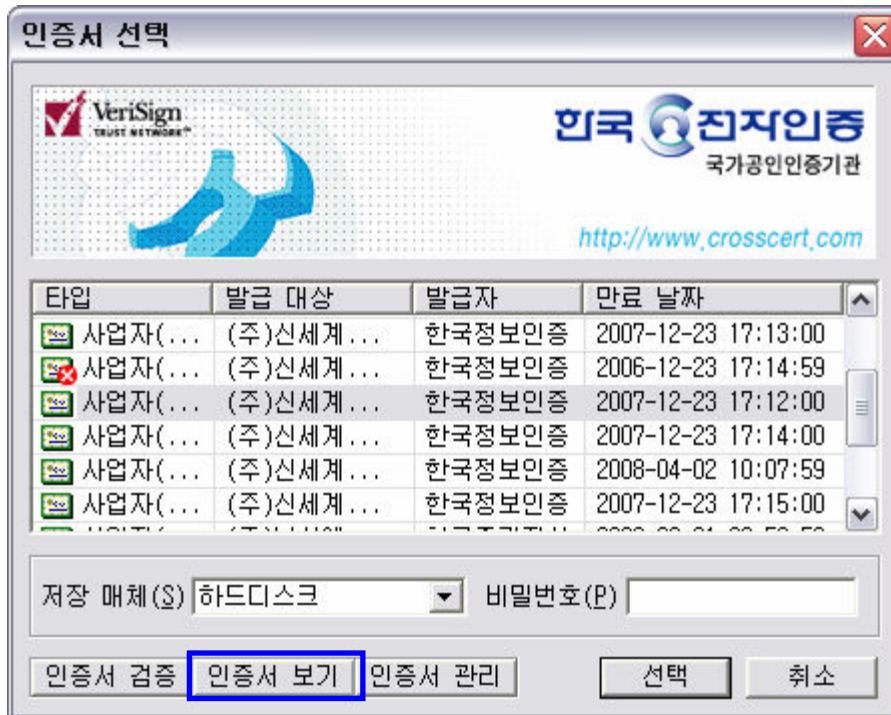 인증서 선택
VeriSign
TRUST NETWORK™
한국전자인증
국가공인인증기관
http://www.crosscert.com
타입 발급 대상 발급자 만료 날짜
사업자(... (주)신세계... 한국정보인증 2007-12-23 17:13:00
사업자(... (주)신세계... 한국정보인증 2006-12-23 17:14:59
사업자(... (주)신세계... 한국정보인증 2007-12-23 17:12:00
사업자(... (주)신세계... 한국정보인증 2007-12-23 17:14:00
사업자(... (주)신세계... 한국정보인증 2008-04-02 10:07:59
사업자(... (주)신세계... 한국정보인증 2007-12-23 17:15:00
저장 매체(S) 하드디스크 비밀번호(P)
인증서 검증 인증서 보기 인증서 관리 선택 취소